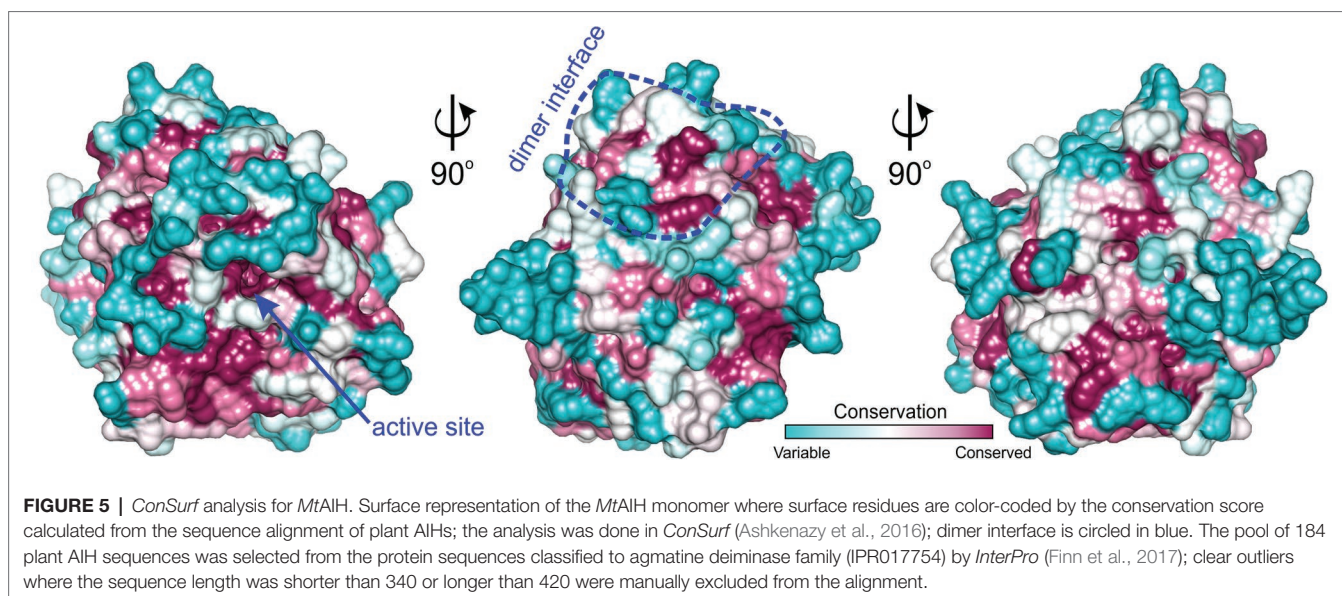 dimer interface
90°
90°
active site
Conservation
Variable
Conserved
FIGURE 5 | ConSurf analysis for MtAIH. Surface representation of the MtAIH monomer where surface residues are color-coded by the conservation score
calculated from the sequence alignment of plant AIHs; the analysis was done in ConSurf (Ashkenazy et al., 2016); dimer interface is circled in blue. The pool of 184
plant AIH sequences was selected from the protein sequences classified to agmatine deiminase family (IPR017754) by InterPro (Finn et al., 2017); clear outliers
where the sequence length was shorter than 340 or longer than 420 were manually excluded from the alignment.